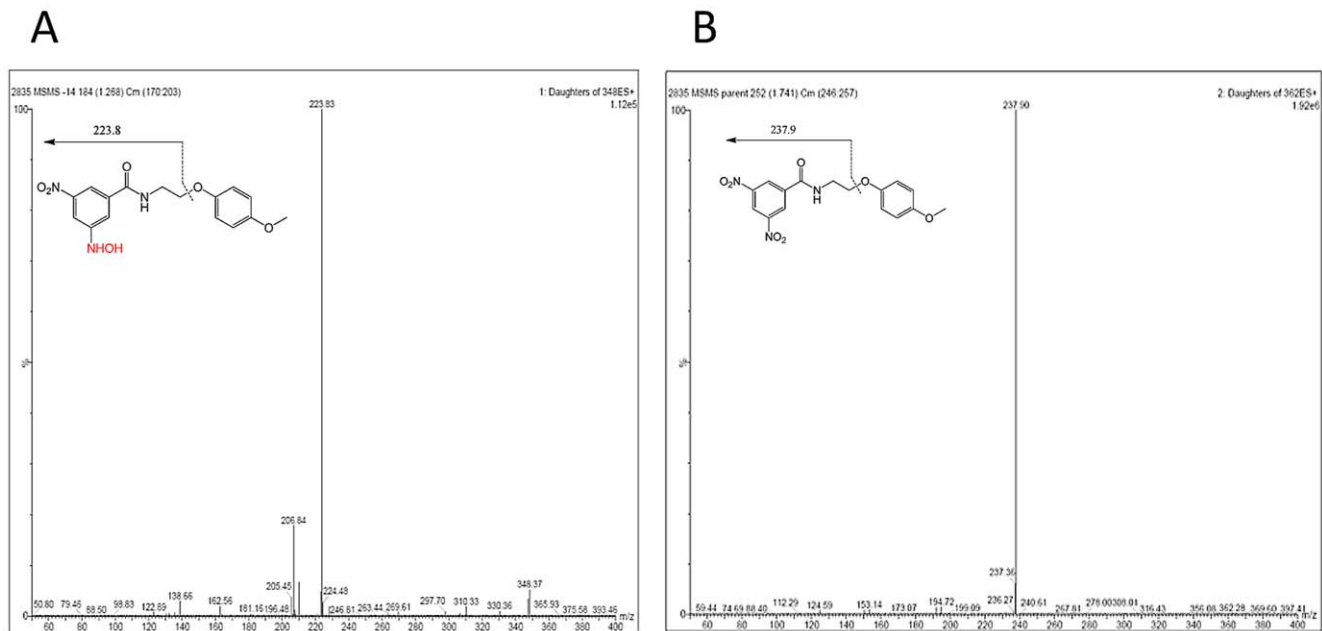 A
B
2835 MSMS -14 184 (1.268) Cm (170:203)
1: Daughters of 348ES+
1.12e5
100
223.83
223.8
O
O₂N
N
H
O
O
NHOH
%
206.84
205.45
224.48
348.37
138.66
162.56
50.80 79.46 88.50 98.83 122.69 181.15 196.48 246.61 263.44 269.61 297.70 310.33 330.36 365.93 375.58 393.46
0
m/z
60 80 100 120 140 160 180 200 220 240 260 280 300 320 340 360 380 400
2835 MSMS parent 252 (1.741) Cm (246:257)
2: Daughters of 362ES+
1.92e6
100
237.90
237.9
O
O₂N
N
H
O
O
NO₂
%
237.36
236.27
240.61
59.44 74.69 88.40 112.29 124.59 153.14 173.07 194.72 199.09 267.81 278.00 308.01 316.43 356.08 362.28 369.60 397.41
0
m/z
60 80 100 120 140 160 180 200 220 240 260 280 300 320 340 360 380 400